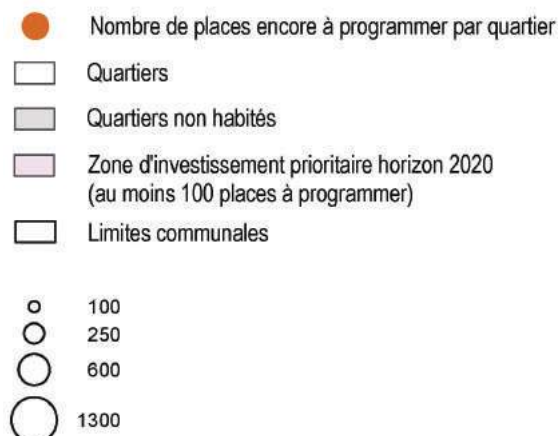 Nombre de places encore à programmer par quartier
Quartiers
Quartiers non habités
Zone d'investissement prioritaire horizon 2020
(au moins 100 places à programmer)
Limites communales
100
250
600
1300